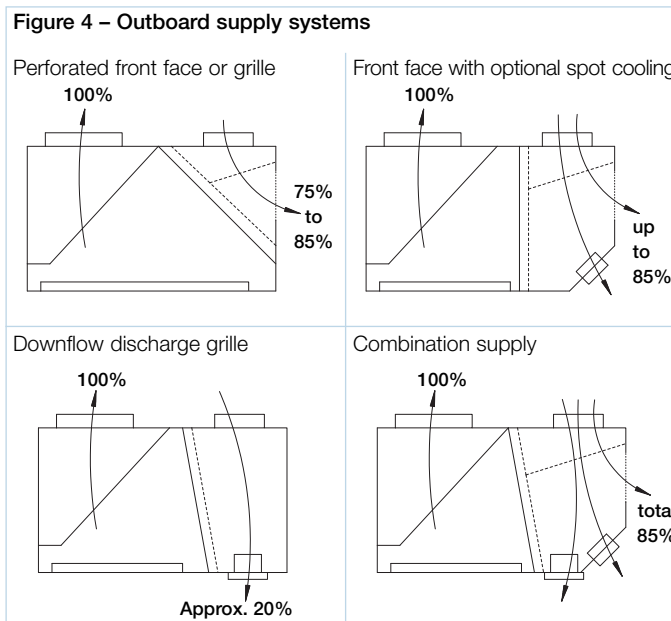 Figure 4 – Outboard supply systems
Perforated front face or grille
100%
75%
to
85%
Front face with optional spot cooling
100%
up
to
85%
Downflow discharge grille
100%
Approx. 20%
Combination supply
100%
tota
85%